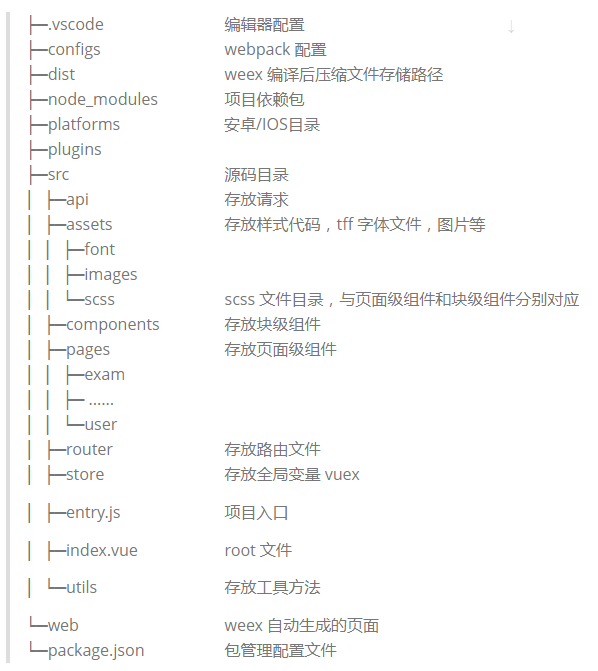 ├─.vscode 编辑器配置 ↓
├─configs webpack 配置
├─dist weex 编译后压缩文件存储路径
├─node_modules 项目依赖包
├─platforms 安卓/IOS目录
├─plugins
├─src 源码目录
│ ├─api 存放请求
│ ├─assets 存放样式代码，tff 字体文件，图片等
│ │ ├─font
│ │ ├─images
│ │ └─scss scss 文件目录，与页面级组件和块级组件分别对应
│ ├─components 存放块级组件
│ ├─pages 存放页面级组件
│ │ ├─exam
│ │ ├─ ......
│ │ └─user
│ ├─router 存放路由文件
│ ├─store 存放全局变量 vuex
│ ├─entry.js 项目入口
│ ├─index.vue root 文件
│ └─utils 存放工具方法
└─web weex 自动生成的页面
└─package.json 包管理配置文件